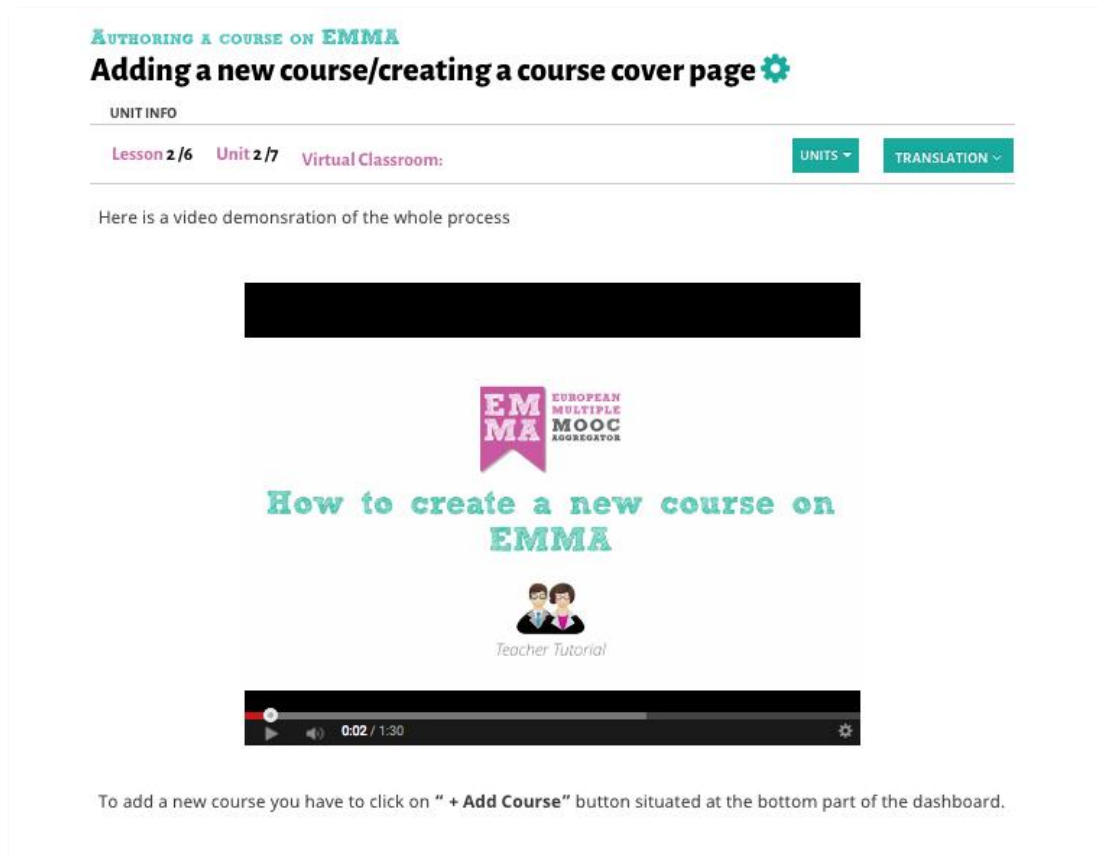 AUTHORING A COURSE ON EMMA
Adding a new course/creating a course cover page
UNIT INFO
Lesson 2 /6 Unit 2 /7 Virtual Classroom: UNITS TRANSLATION
Here is a video demonsration of the whole process
EM
MA
EUROPEAN
MULTIPLE
MOOC
AGGREGATOR
How to create a new course on
EMMA
Teacher Tutorial
0:02 / 1:30
To add a new course you have to click on “ + Add Course” button situated at the bottom part of the dashboard.